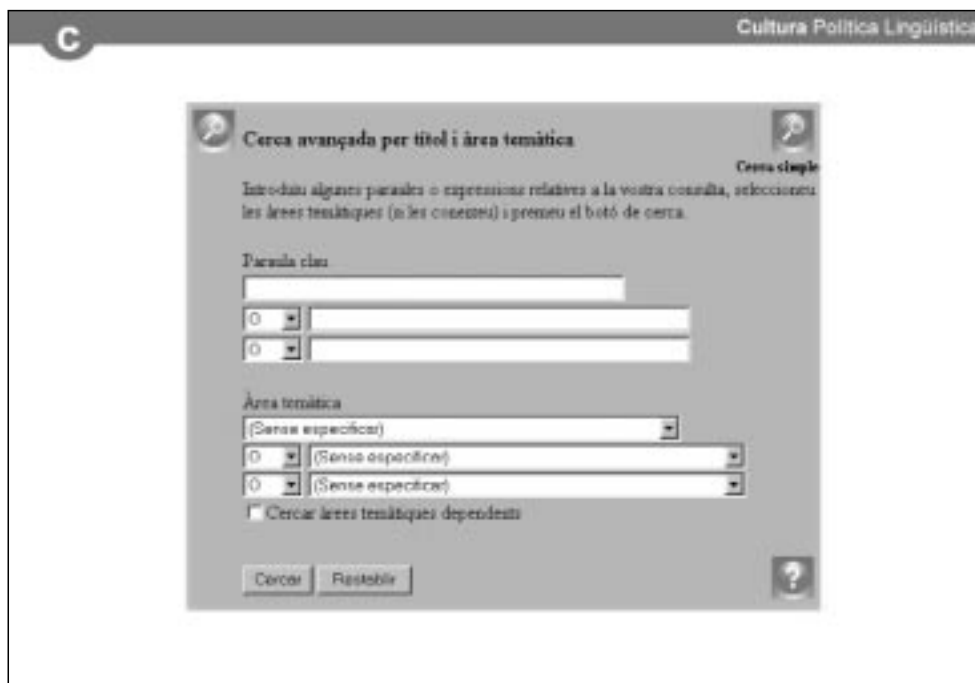 C
Cultura Política Lingüística
Cerca avançada per títol i àrea temàtica
Cerca simple
Introduïu algunes paraules o expressions relatives a la vostra consulta, seleccioneu
les àrees temàtiques (si les coneixeu) i premeu el botó de cerca.
Paraula clau
O
O
Àrea temàtica
(Sense especificar)
O (Sense especificar)
O (Sense especificar)
Cercar àrees temàtiques dependents
Cercar Restablir
?